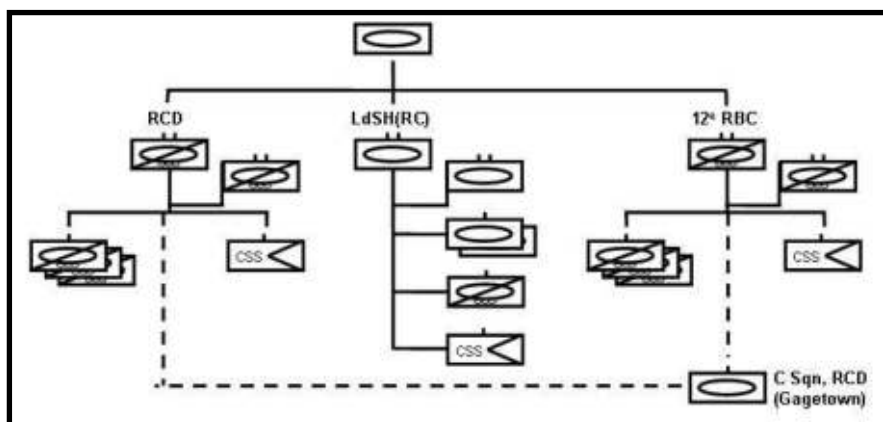 RCD
LdSH(RC)
12e RBC
CSS
CSS
CSS
C Sqn, RCD
(Gagetown)